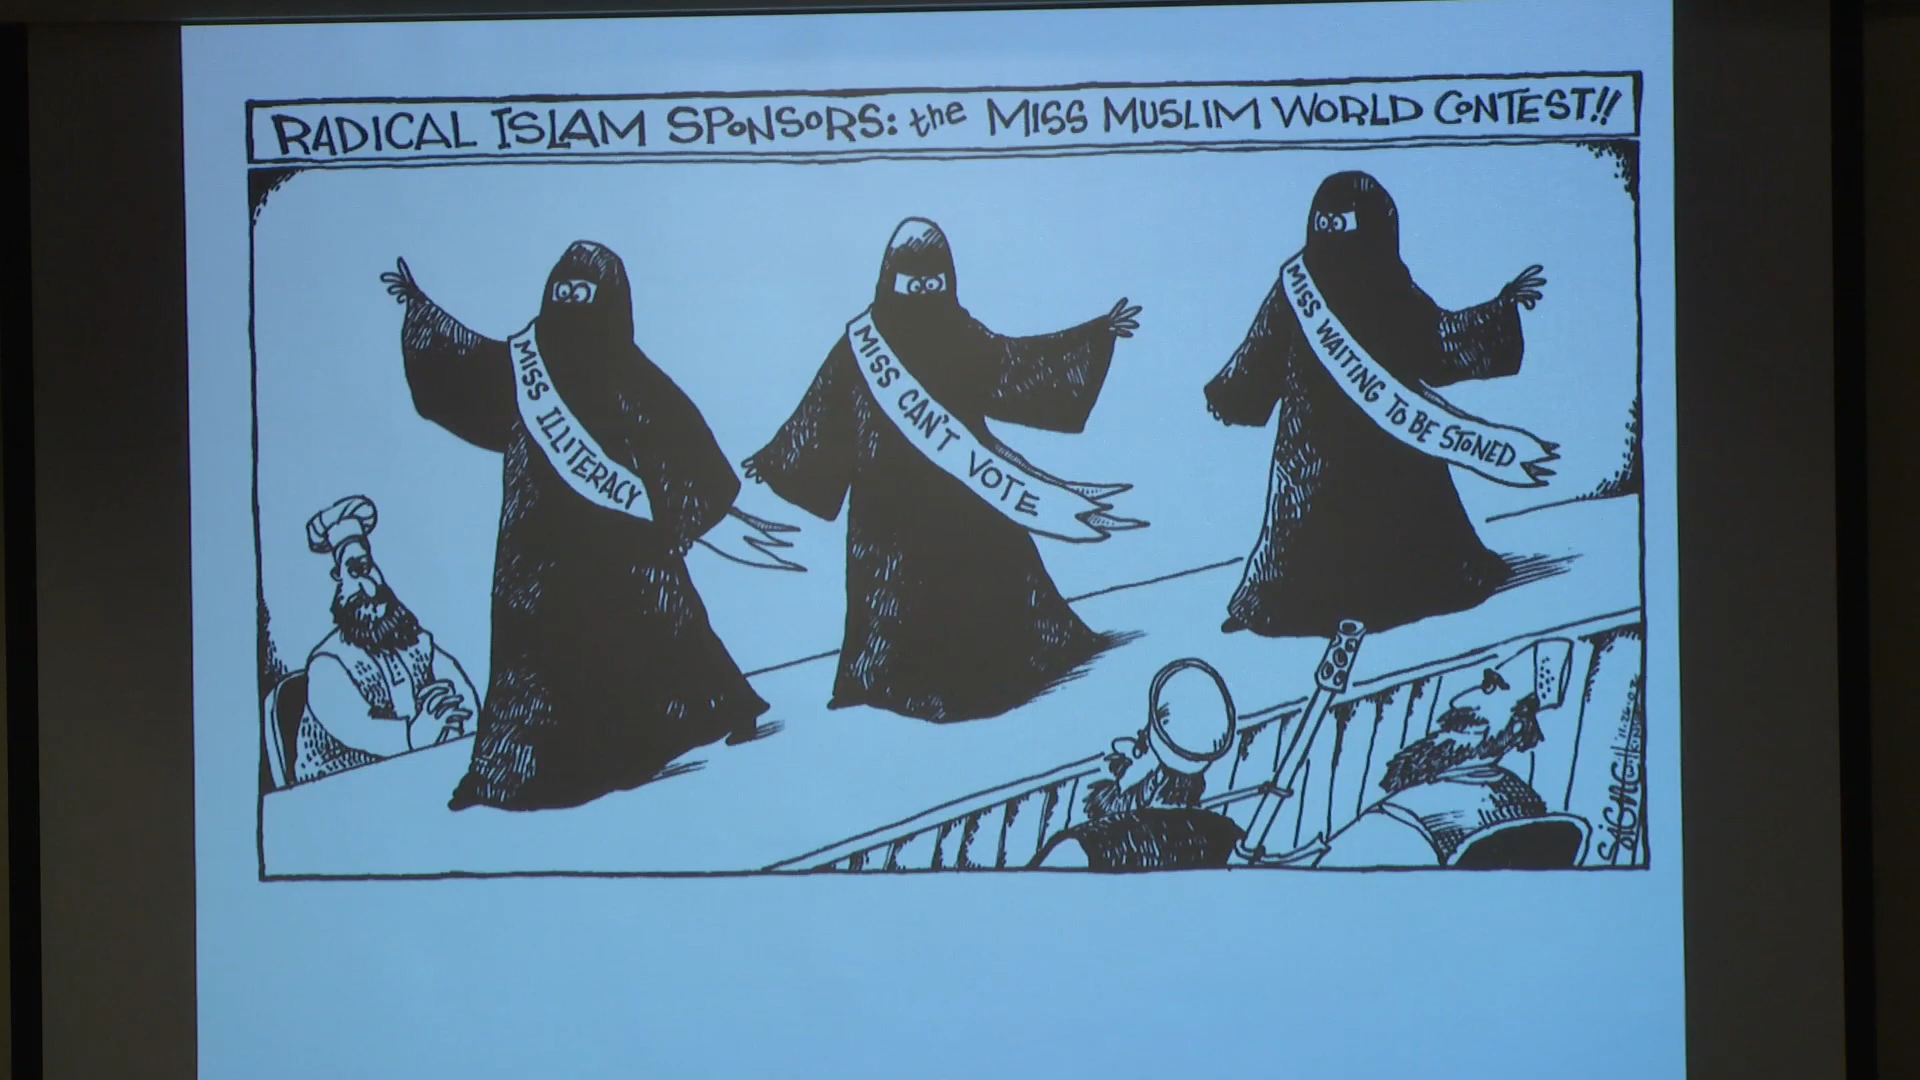 RADICAL ISLAM SPONSORS: the MISS MUSLIM WORLD CONTEST!!
MISS ILLITERACY
MISS CAN'T VOTE
MISS WAITING TO BE STONED